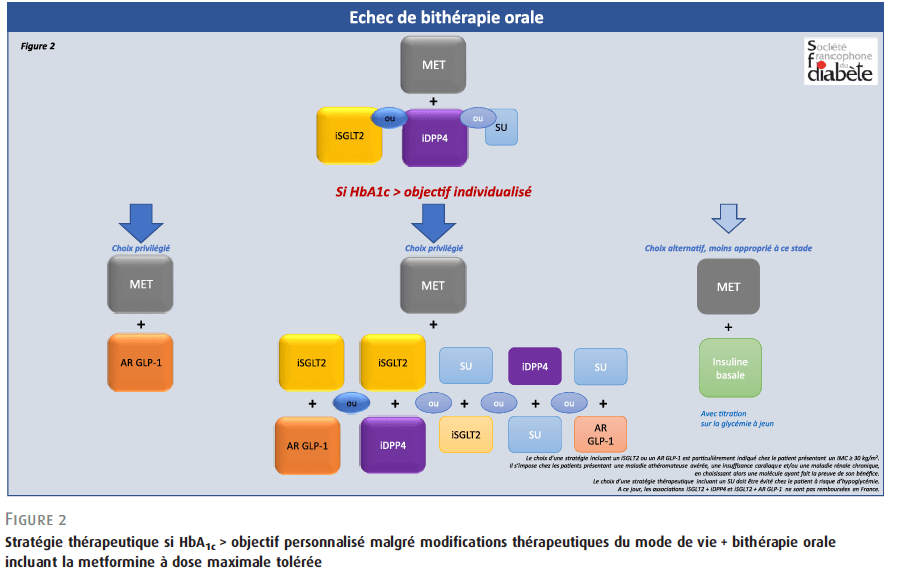 Echec de bithérapie orale
Figure 2
Société
francophone
du
diabète
MET
+
iSGLT2
ou
iDPP4
ou
SU
Si HbA1c > objectif individualisé
Choix privilégié
MET
+
AR GLP-1
Choix privilégié
MET
+
iSGLT2
iSGLT2
SU
iDPP4
SU
+ ou + ou + ou + ou +
AR GLP-1
iDPP4
iSGLT2
SU
AR
GLP-1
Choix alternatif, moins approprié à ce stade
MET
+
Insuline
basale
Avec titration
sur la glycémie à jeun
Le choix d'une stratégie incluant un iSGLT2 ou un AR GLP-1 est particulièrement indiqué chez le patient présentant un IMC ≥ 30 kg/m².
Il s'impose chez les patients présentant une maladie athéromateuse avérée, une insuffisance cardiaque et/ou une maladie rénale chronique,
en choisissant alors une molécule ayant fait la preuve de son bénéfice.
Le choix d'une stratégie thérapeutique incluant un SU doit être évité chez le patient à risque d'hypoglycémie.
A ce jour, les associations iSGLT2 + iDPP4 et iSGLT2 + AR GLP-1 ne sont pas remboursées en France.
FIGURE 2
Stratégie thérapeutique si HbA1c > objectif personnalisé malgré modifications thérapeutiques du mode de vie + bithérapie orale
incluant la metformine à dose maximale tolérée